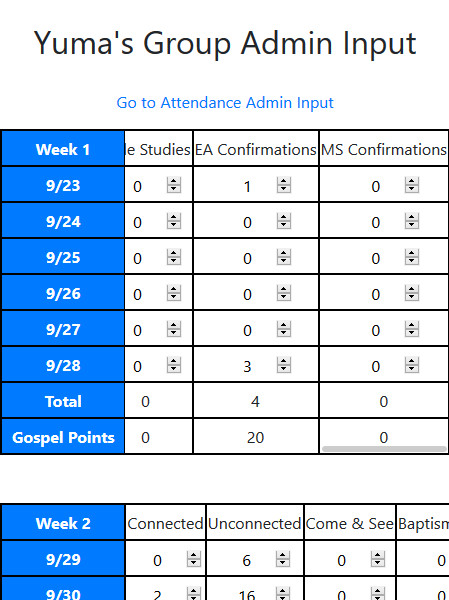 Yuma's Group Admin Input
Go to Attendance Admin Input
Week 1 le Studies EA Confirmations MS Confirmations
9/23 0 1 0
9/24 0 0 0
9/25 0 0 0
9/26 0 0 0
9/27 0 0 0
9/28 0 3 0
Total 0 4 0
Gospel Points 0 20 0
Week 2 Connected Unconnected Come & See Baptism
9/29 0 6 0 0
9/30 2 16 0 0